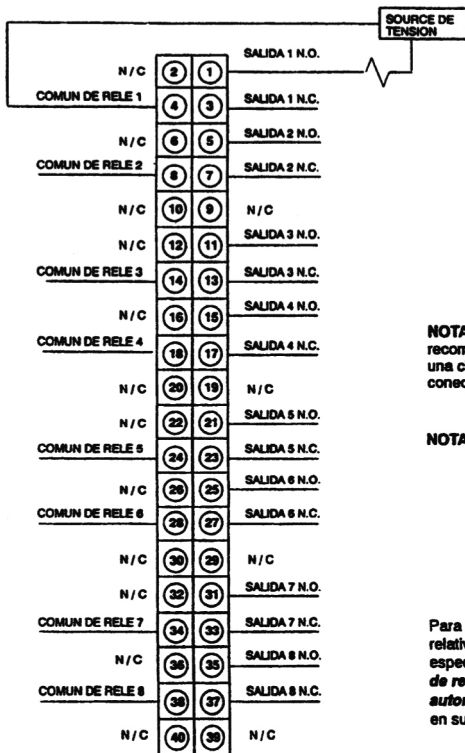 SOURCE DE
TENSION
N/C 2 1 SALIDA 1 N.O.
COMUN DE RELE 1 4 3 SALIDA 1 N.C.
N/C 6 5 SALIDA 2 N.O.
COMUN DE RELE 2 8 7 SALIDA 2 N.C.
N/C 10 9 N/C
N/C 12 11 SALIDA 3 N.O.
COMUN DE RELE 3 14 13 SALIDA 3 N.C.
N/C 16 15 SALIDA 4 N.O.
COMUN DE RELE 4 18 17 SALIDA 4 N.C.
N/C 20 19 N/C
N/C 22 21 SALIDA 5 N.O.
COMUN DE RELE 5 24 23 SALIDA 5 N.C.
N/C 26 25 SALIDA 6 N.O.
COMUN DE RELE 6 28 27 SALIDA 6 N.C.
N/C 30 29 N/C
N/C 32 31 SALIDA 7 N.O.
COMUN DE RELE 7 34 33 SALIDA 7 N.C.
N/C 36 35 SALIDA 8 N.O.
COMUN DE RELE 8 38 37 SALIDA 8 N.C.
N/C 40 39 N/C
NOTA
recom
una c
conec
NOTA
Para
relativ
espec
de re
autor
en su